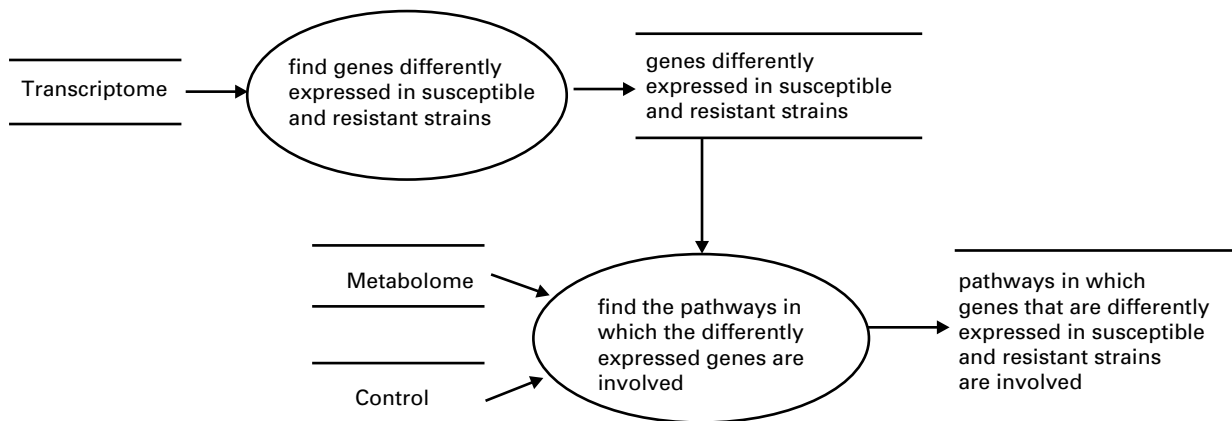 Transcriptome
find genes differently
expressed in susceptible
and resistant strains
genes differently
expressed in susceptible
and resistant strains
Metabolome
Control
find the pathways in
which the differently
expressed genes are
involved
pathways in which
genes that are differently
expressed in susceptible
and resistant strains
are involved